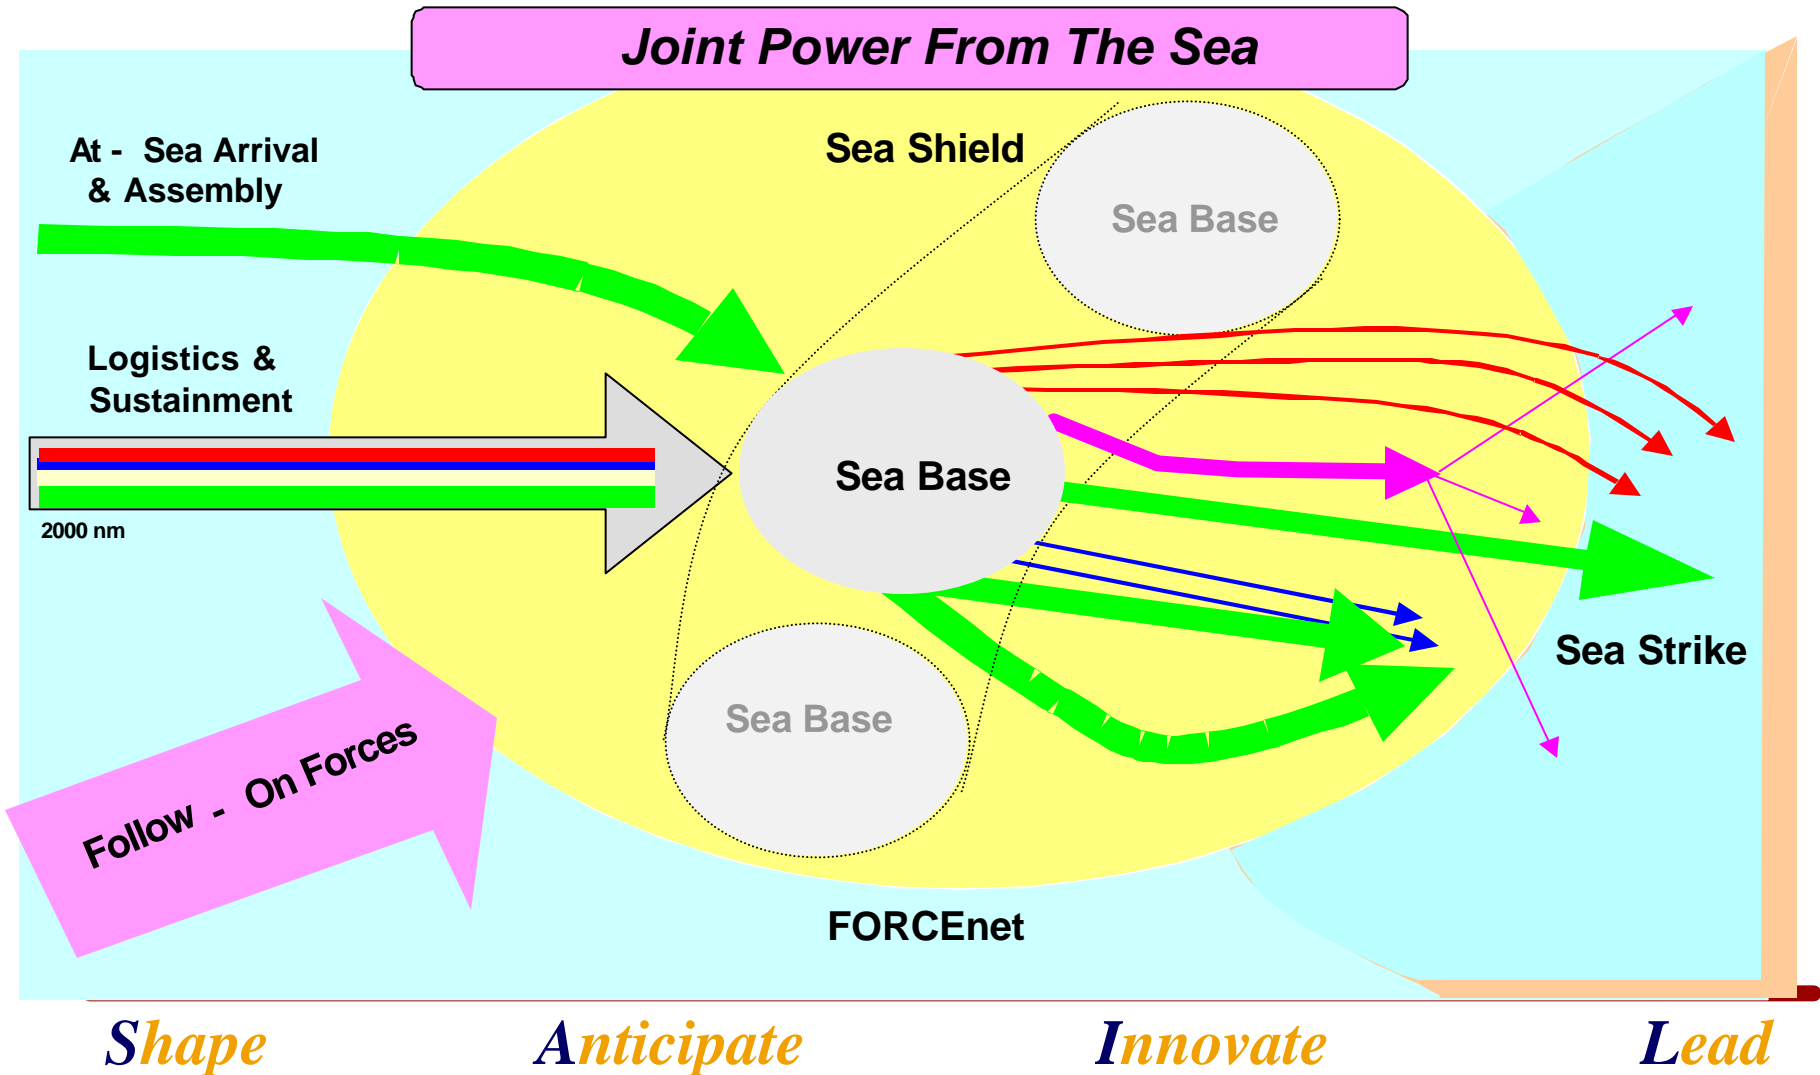 Joint Power From The Sea
At - Sea Arrival
& Assembly
Sea Shield
Sea Base
Logistics &
Sustainment
Sea Base
2000 nm
Sea Strike
Sea Base
Follow - On Forces
FORCEnet
Shape Anticipate Innovate Lead